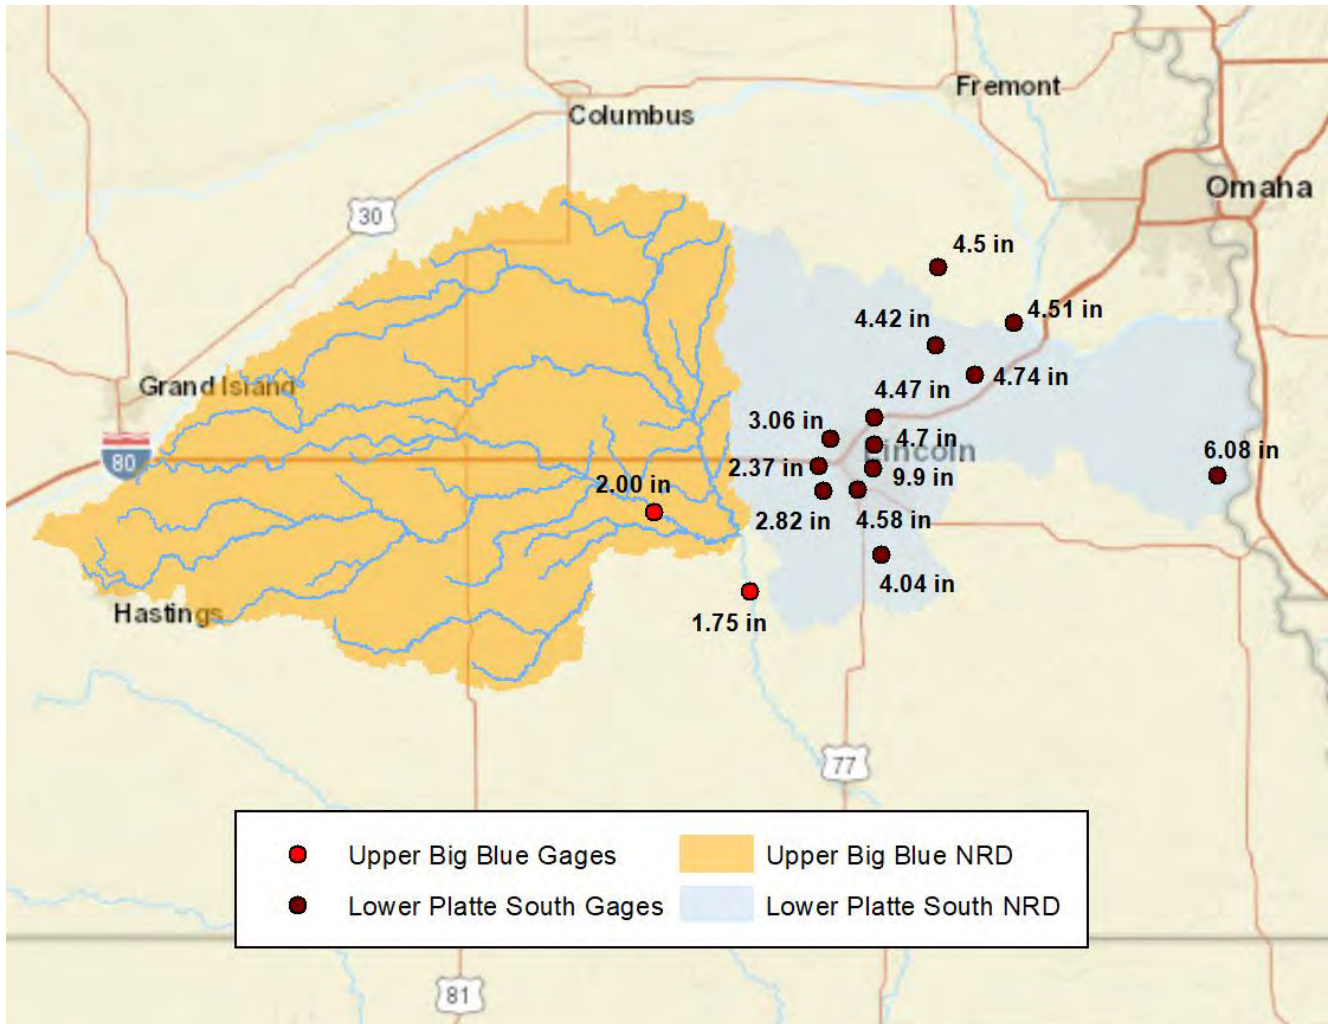 Fremont
Columbus
Omaha
30
4.5 in
4.51 in
4.42 in
4.74 in
Grand Island
4.47 in
3.06 in
4.7 in
Lincoln
6.08 in
80
2.37 in
9.9 in
2.00 in
2.82 in
4.58 in
4.04 in
Hastings
1.75 in
77
Upper Big Blue Gages
Upper Big Blue NRD
Lower Platte South Gages
Lower Platte South NRD
81